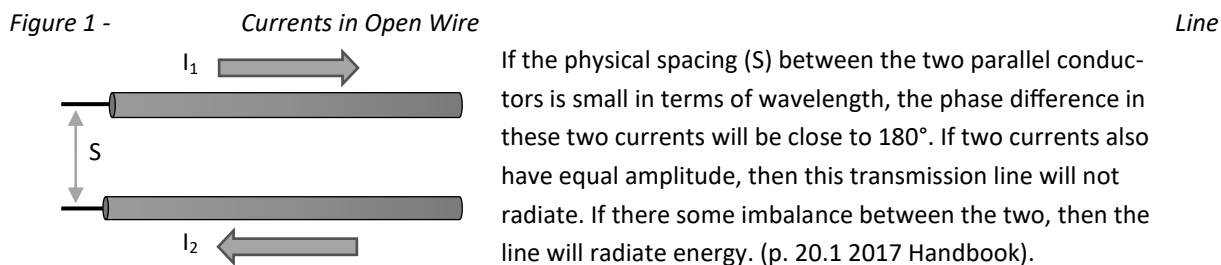 Figure 1 - Currents in Open Wire Line
I₁
S
I₂
If the physical spacing (S) between the two parallel conduc-
tors is small in terms of wavelength, the phase difference in
these two currents will be close to 180°. If two currents also
have equal amplitude, then this transmission line will not
radiate. If there some imbalance between the two, then the
line will radiate energy. (p. 20.1 2017 Handbook).